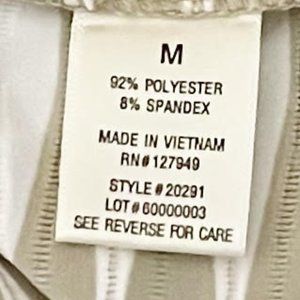 M
92% POLYESTER
8% SPANDEX
MADE IN VIETNAM
RN#127949
STYLE#20291
LOT#60000003
SEE REVERSE FOR CARE